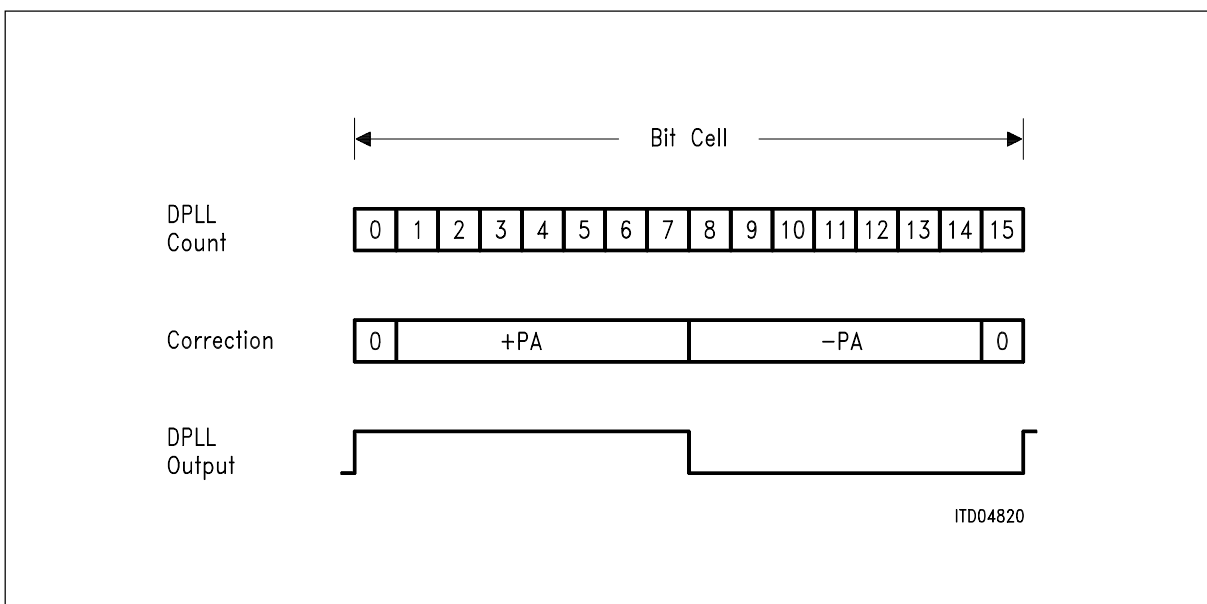 Bit Cell
DPLL
Count
0 1 2 3 4 5 6 7 8 9 10 11 12 13 14 15
Correction
0 +PA -PA 0
DPLL
Output
ITD04820